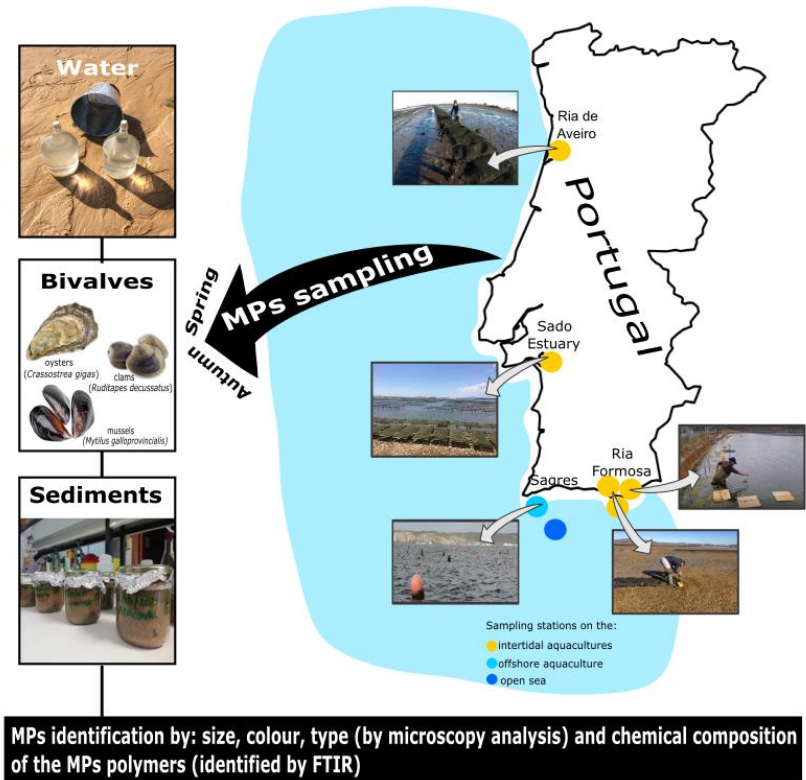 Water
Bivalves
oysters
(Crassostrea gigas)
clams
(Ruditapes decussatus)
mussels
(Mytilus galloprovincialis)
Sediments
Spring
Autumn
MPs sampling
Portugal
Ria de
Aveiro
Sado
Estuary
Ria
Formosa
Sagres
Sampling stations on the:
intertidal aquacultures
offshore aquaculture
open sea
MPs identification by: size, colour, type (by microscopy analysis) and chemical composition
of the MPs polymers (identified by FTIR)